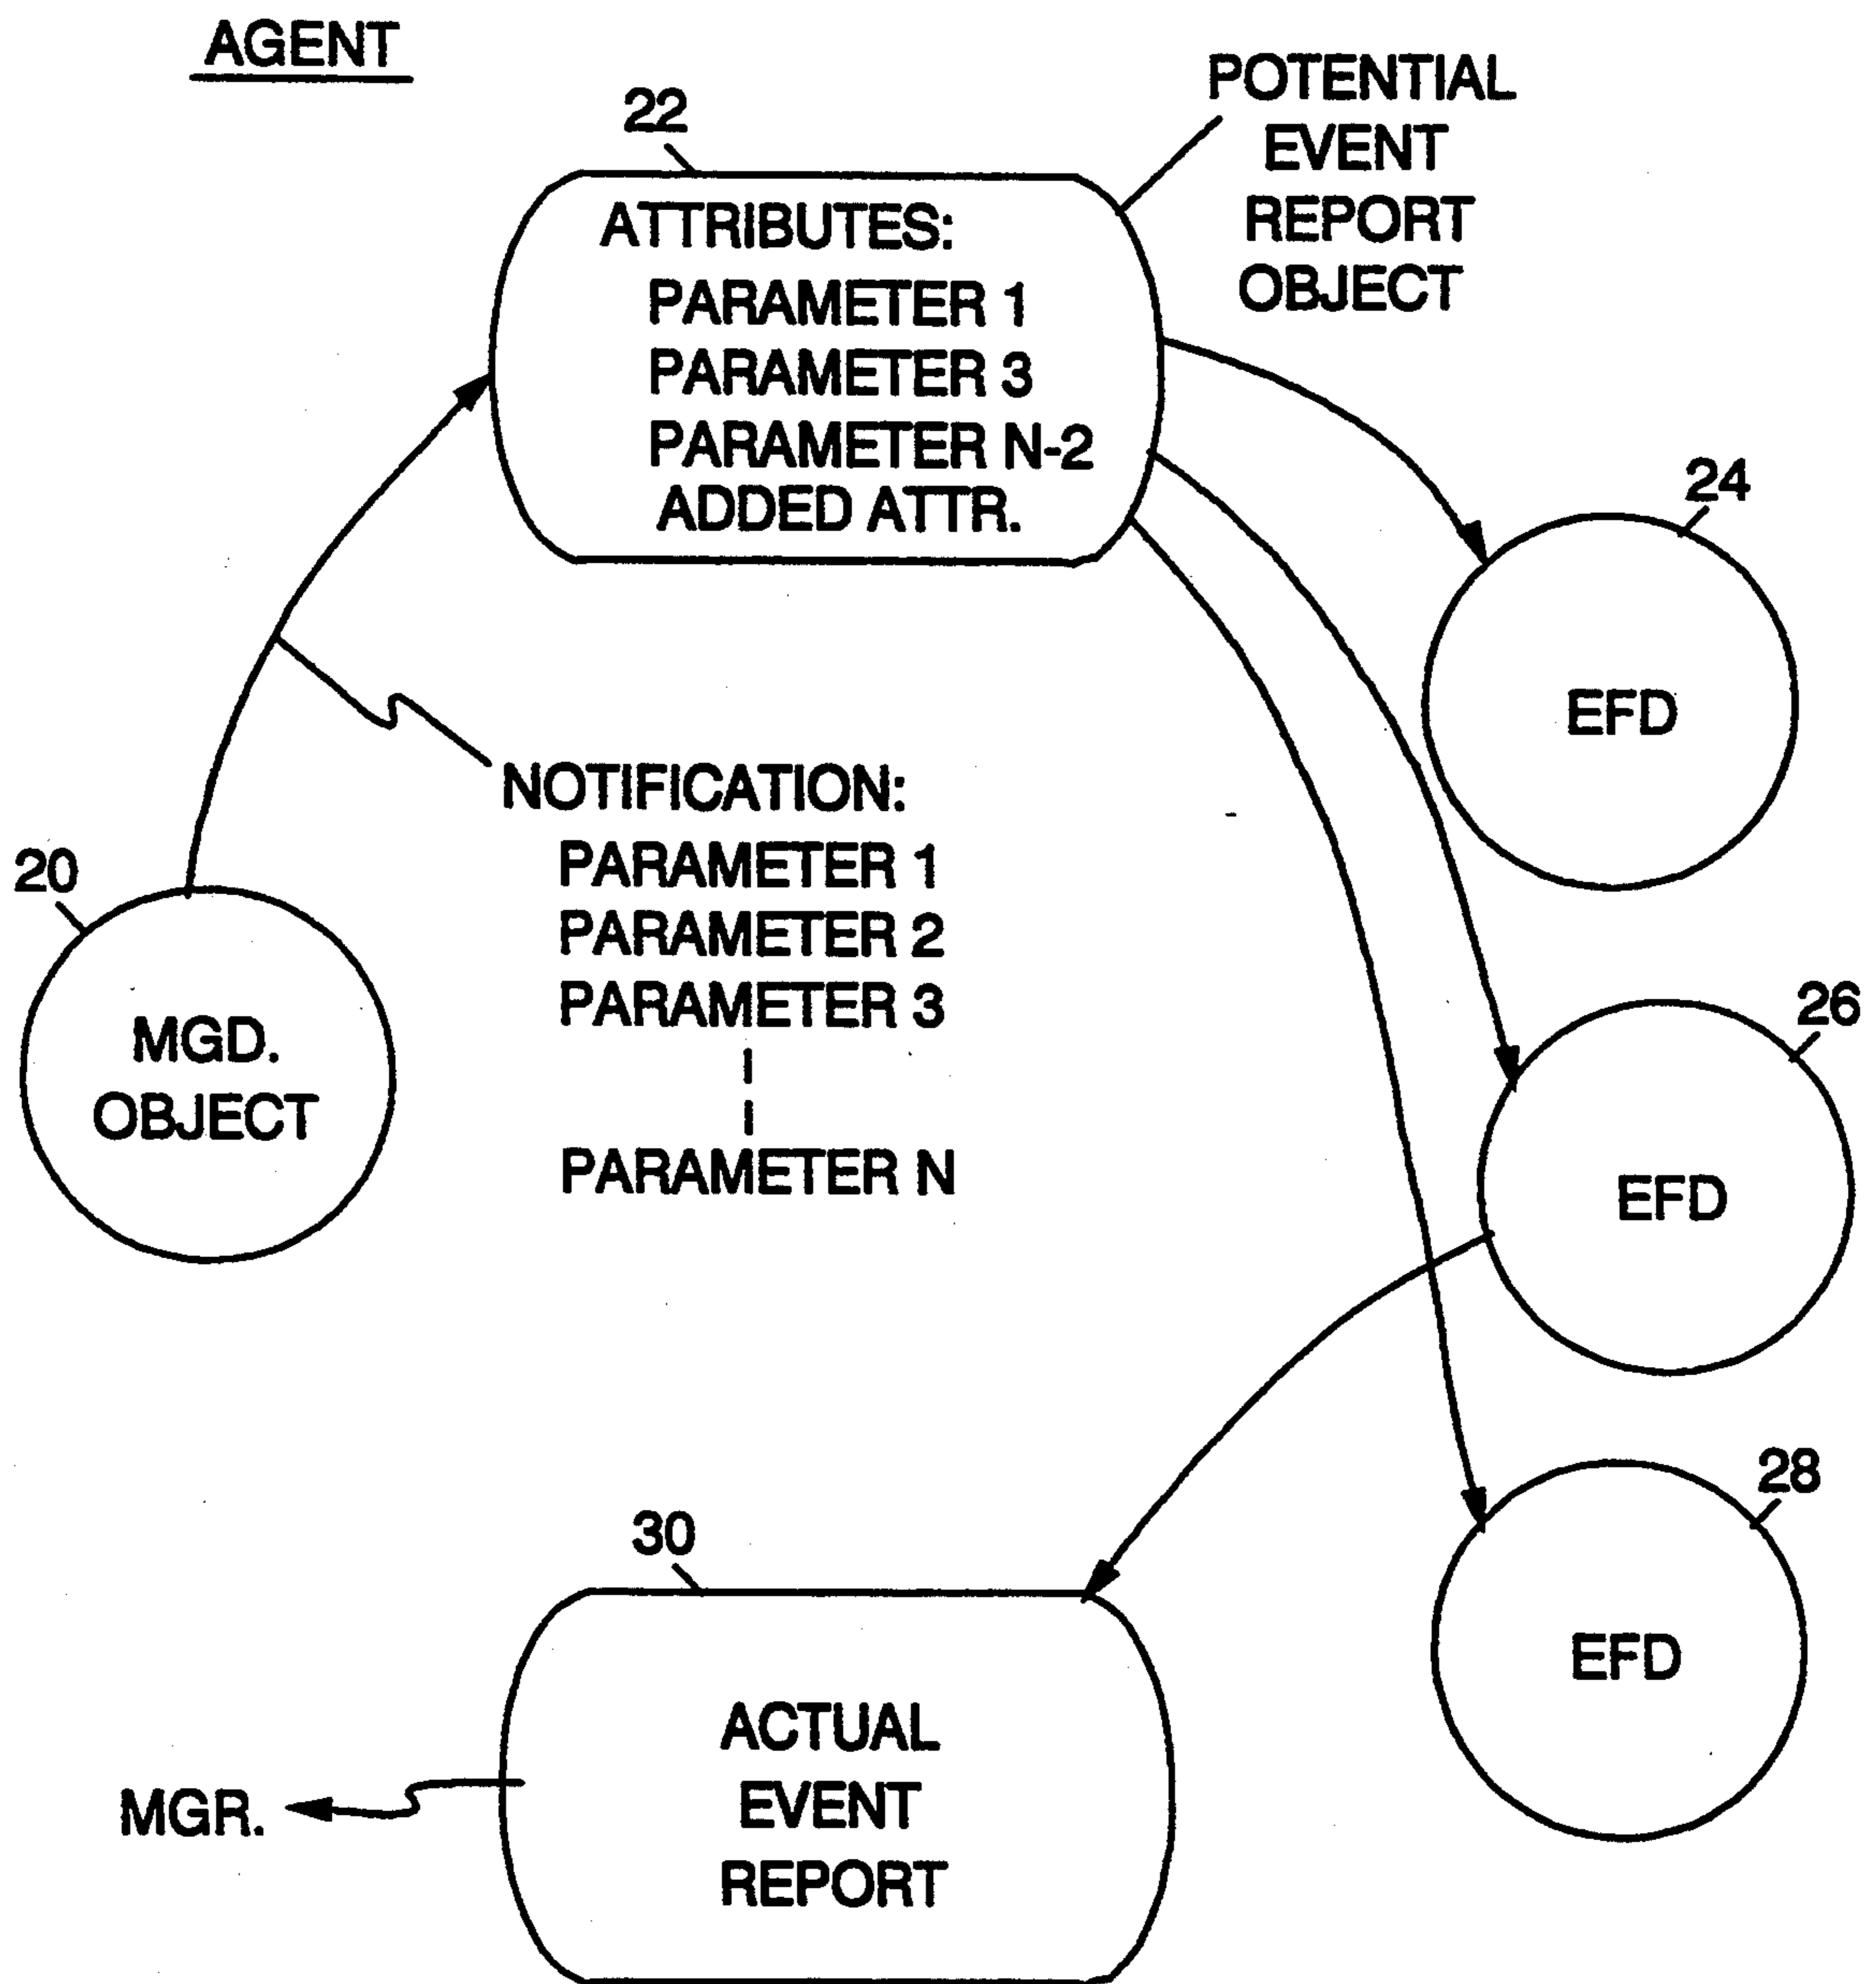 AGENT
22
POTENTIAL
EVENT
REPORT
OBJECT
ATTRIBUTES:
PARAMETER 1
PARAMETER 3
PARAMETER N-2
ADDED ATTR.
24
EFD
NOTIFICATION:
PARAMETER 1
PARAMETER 2
PARAMETER 3
PARAMETER N
20
MGD.
OBJECT
26
EFD
28
EFD
30
ACTUAL
EVENT
REPORT
MGR.